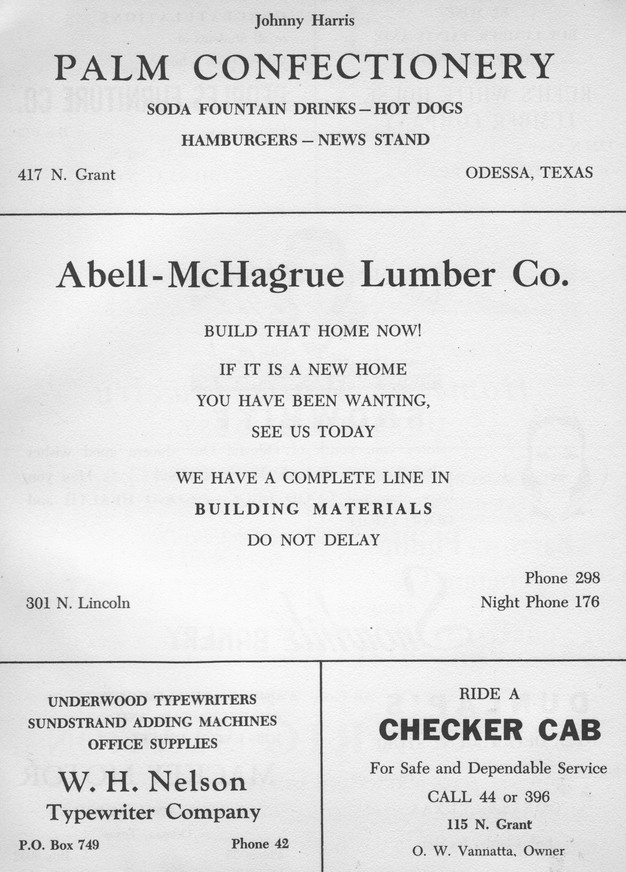 Johnny Harris
PALM CONFECTIONERY
SODA FOUNTAIN DRINKS — HOT DOGS
HAMBURGERS — NEWS STAND
417 N. Grant
ODESSA, TEXAS
Abell-McHagrue Lumber Co.
BUILD THAT HOME NOW!
IF IT IS A NEW HOME
YOU HAVE BEEN WANTING,
SEE US TODAY
WE HAVE A COMPLETE LINE IN
BUILDING MATERIALS
DO NOT DELAY
Phone 298
301 N. Lincoln
Night Phone 176
UNDERWOOD TYPEWRITERS
SUNDSTRAND ADDING MACHINES
OFFICE SUPPLIES
W. H. Nelson
Typewriter Company
P.O. Box 749
Phone 42
RIDE A
CHECKER CAB
For Safe and Dependable Service
CALL 44 or 396
115 N. Grant
O. W. Vannatta, Owner